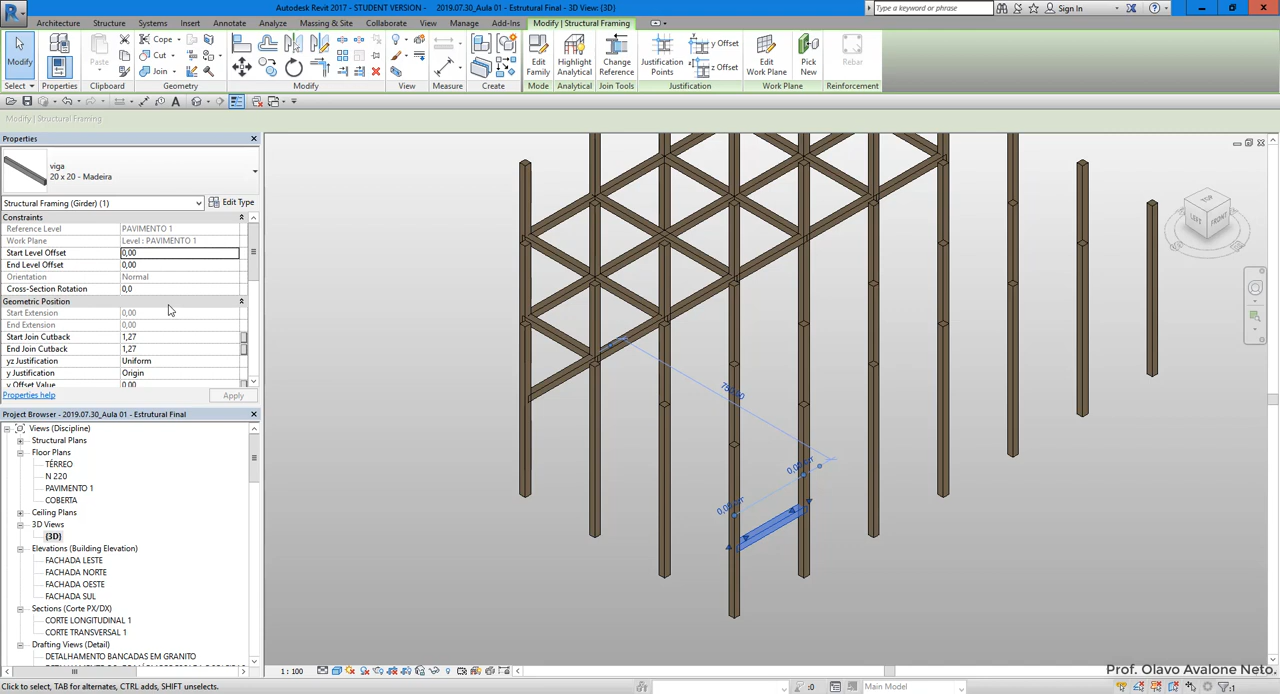 Autodesk Revit 2017 - STUDENT VERSION -    2019.07.30_Aula 01 - Estrutural Final - 3D View: {3D}
Type a keyword or phrase
Sign In
Architecture
Structure
Systems
Insert
Annotate
Analyze
Massing & Site
Collaborate
View
Manage
Add-Ins
Modify | Structural Framing
Modify
Paste
Cope
Cut
Join
Edit
Family
Highlight
Analytical
Change
Reference
Justification
Points
y Offset
z Offset
Edit
Work Plane
Pick
New
Rebar
Select
Properties
Clipboard
Geometry
Modify
View
Measure
Create
Mode
Analytical
Join Tools
Justification
Work Plane
Reinforcement
Modify | Structural Framing
Properties
viga
20 x 20 - Madeira
Structural Framing (Girder) (1)
Edit Type
Constraints
Reference Level PAVIMENTO 1
Work Plane Level : PAVIMENTO 1
Start Level Offset 0,00
End Level Offset 0,00
Orientation Normal
Cross-Section Rotation 0,0
Geometric Position
Start Extension 0,00
End Extension 0,00
Start Join Cutback 1,27
End Join Cutback 1,27
yz Justification Uniform
y Justification Origin
y Offset Value 0,00
Properties help
Apply
Project Browser - 2019.07.30_Aula 01 - Estrutural Final
Views (Discipline)
Structural Plans
Floor Plans
TÉRREO
N 220
PAVIMENTO 1
COBERTA
Ceiling Plans
3D Views
{3D}
Elevations (Building Elevation)
FACHADA LESTE
FACHADA NORTE
FACHADA OESTE
FACHADA SUL
Sections (Corte PX/DX)
CORTE LONGITUDINAL 1
CORTE TRANSVERSAL 1
Drafting Views (Detail)
DETALHAMENTO BANCADAS EM GRANITO
TOP
LEFT
FRONT
1 : 100
Prof. Olavo Avalone Neto.
Click to select, TAB for alternates, CTRL adds, SHIFT unselects.
:0
Main Model
:1